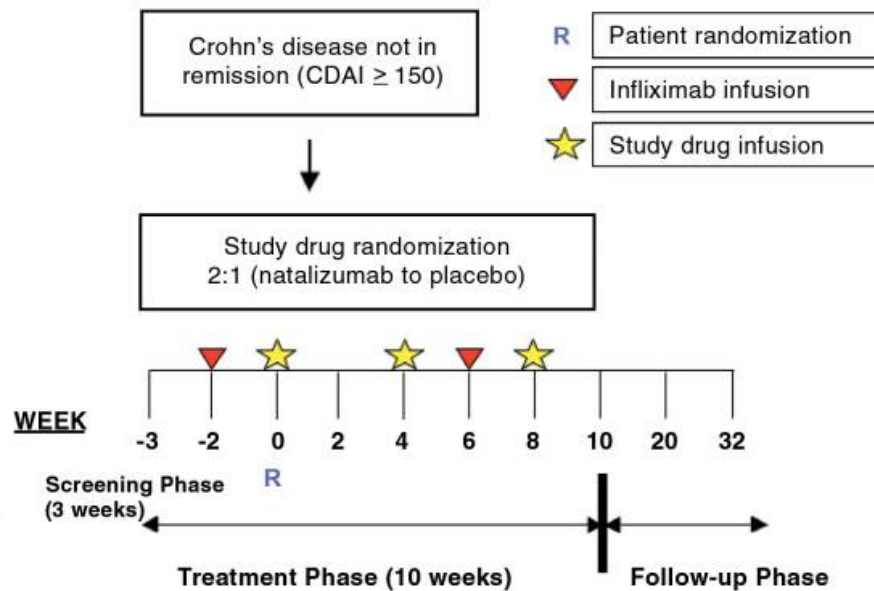 Crohn's disease not in
remission (CDAI ≥ 150)
R Patient randomization
Infliximab infusion
Study drug infusion
Study drug randomization
2:1 (natalizumab to placebo)
WEEK
-3 -2 0 2 4 6 8 10 20 32
R
Screening Phase
(3 weeks)
Treatment Phase (10 weeks) Follow-up Phase